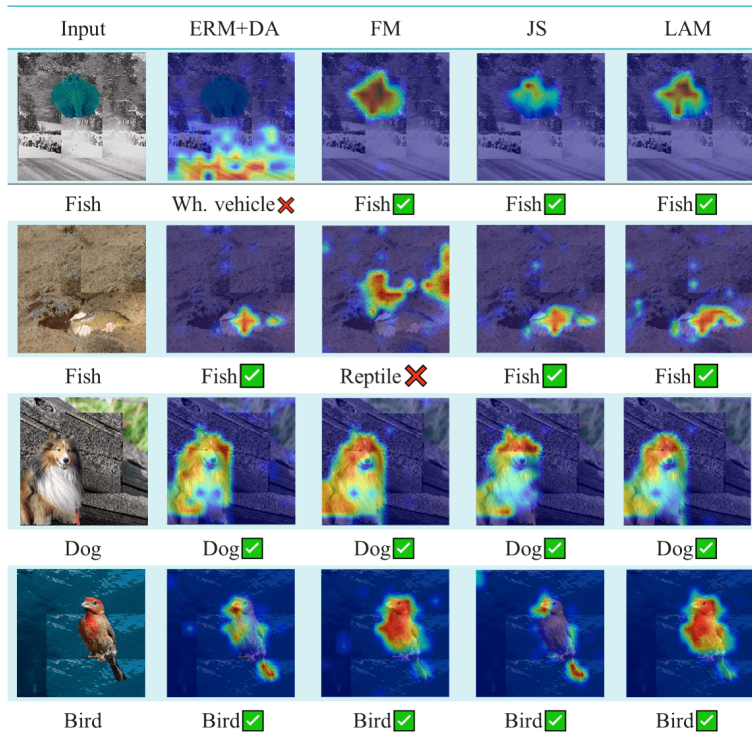 Input ERM+DA FM JS LAM
Fish Wh. vehicle ❌ Fish ✅ Fish ✅ Fish ✅
Fish Fish ✅ Reptile ❌ Fish ✅ Fish ✅
Dog Dog ✅ Dog ✅ Dog ✅ Dog ✅
Bird Bird ✅ Bird ✅ Bird ✅ Bird ✅